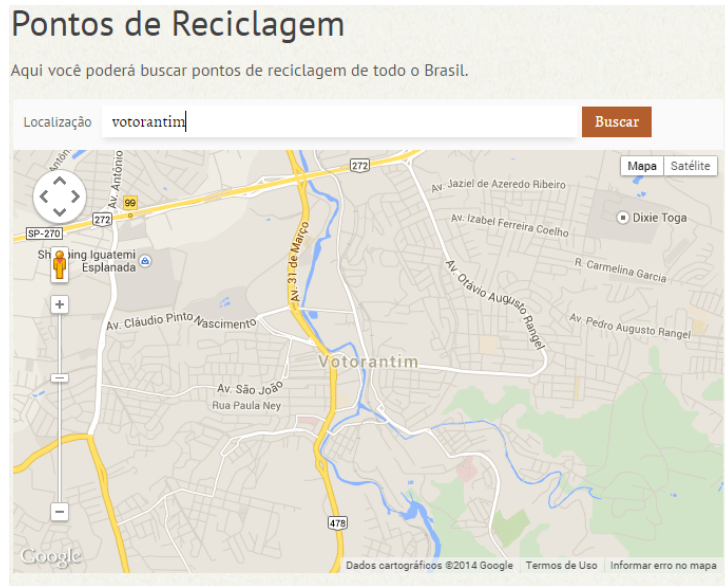 Pontos de Reciclagem
Aqui você poderá buscar pontos de reciclagem de todo o Brasil.
Localização votorantim Buscar
Mapa Satélite
272
Av. Antônio
Av. Jaziel de Azeredo Ribeiro
99
272
Av. Izabel Ferreira Coelho
Dixie Toga
SP-270
Iguatemi
Esplanada
Av. 31 de Março
R. Carmelina Garcia
Av. Otávio Augusto Rangel
Av. Cláudio Pinto Nascimento
Av. Pedro Augusto Rangel
Votorantim
Av. São João
Rua Paula Ney
478
Google
Dados cartográficos ©2014 Google Termos de Uso Informar erro no mapa